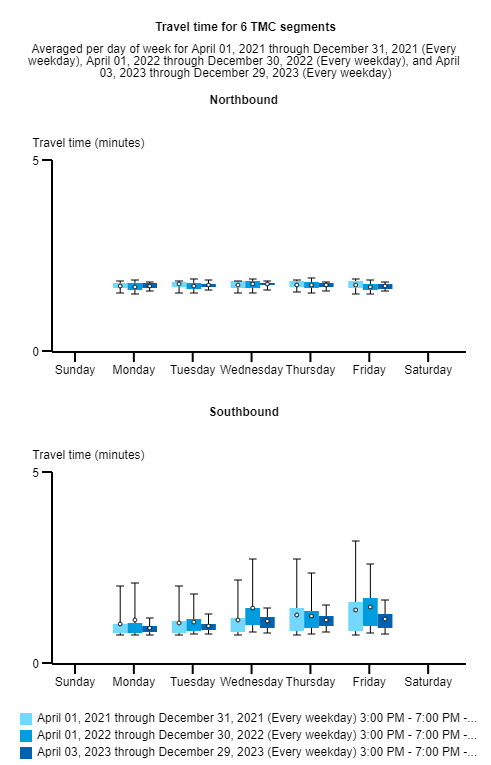 Travel time for 6 TMC segments
Averaged per day of week for April 01, 2021 through December 31, 2021 (Every
weekday), April 01, 2022 through December 30, 2022 (Every weekday), and April
03, 2023 through December 29, 2023 (Every weekday)
Northbound
Travel time (minutes)
5
0
Sunday Monday Tuesday Wednesday Thursday Friday Saturday
Southbound
Travel time (minutes)
5
0
Sunday Monday Tuesday Wednesday Thursday Friday Saturday
April 01, 2021 through December 31, 2021 (Every weekday) 3:00 PM - 7:00 PM -...
April 01, 2022 through December 30, 2022 (Every weekday) 3:00 PM - 7:00 PM -...
April 03, 2023 through December 29, 2023 (Every weekday) 3:00 PM - 7:00 PM -...